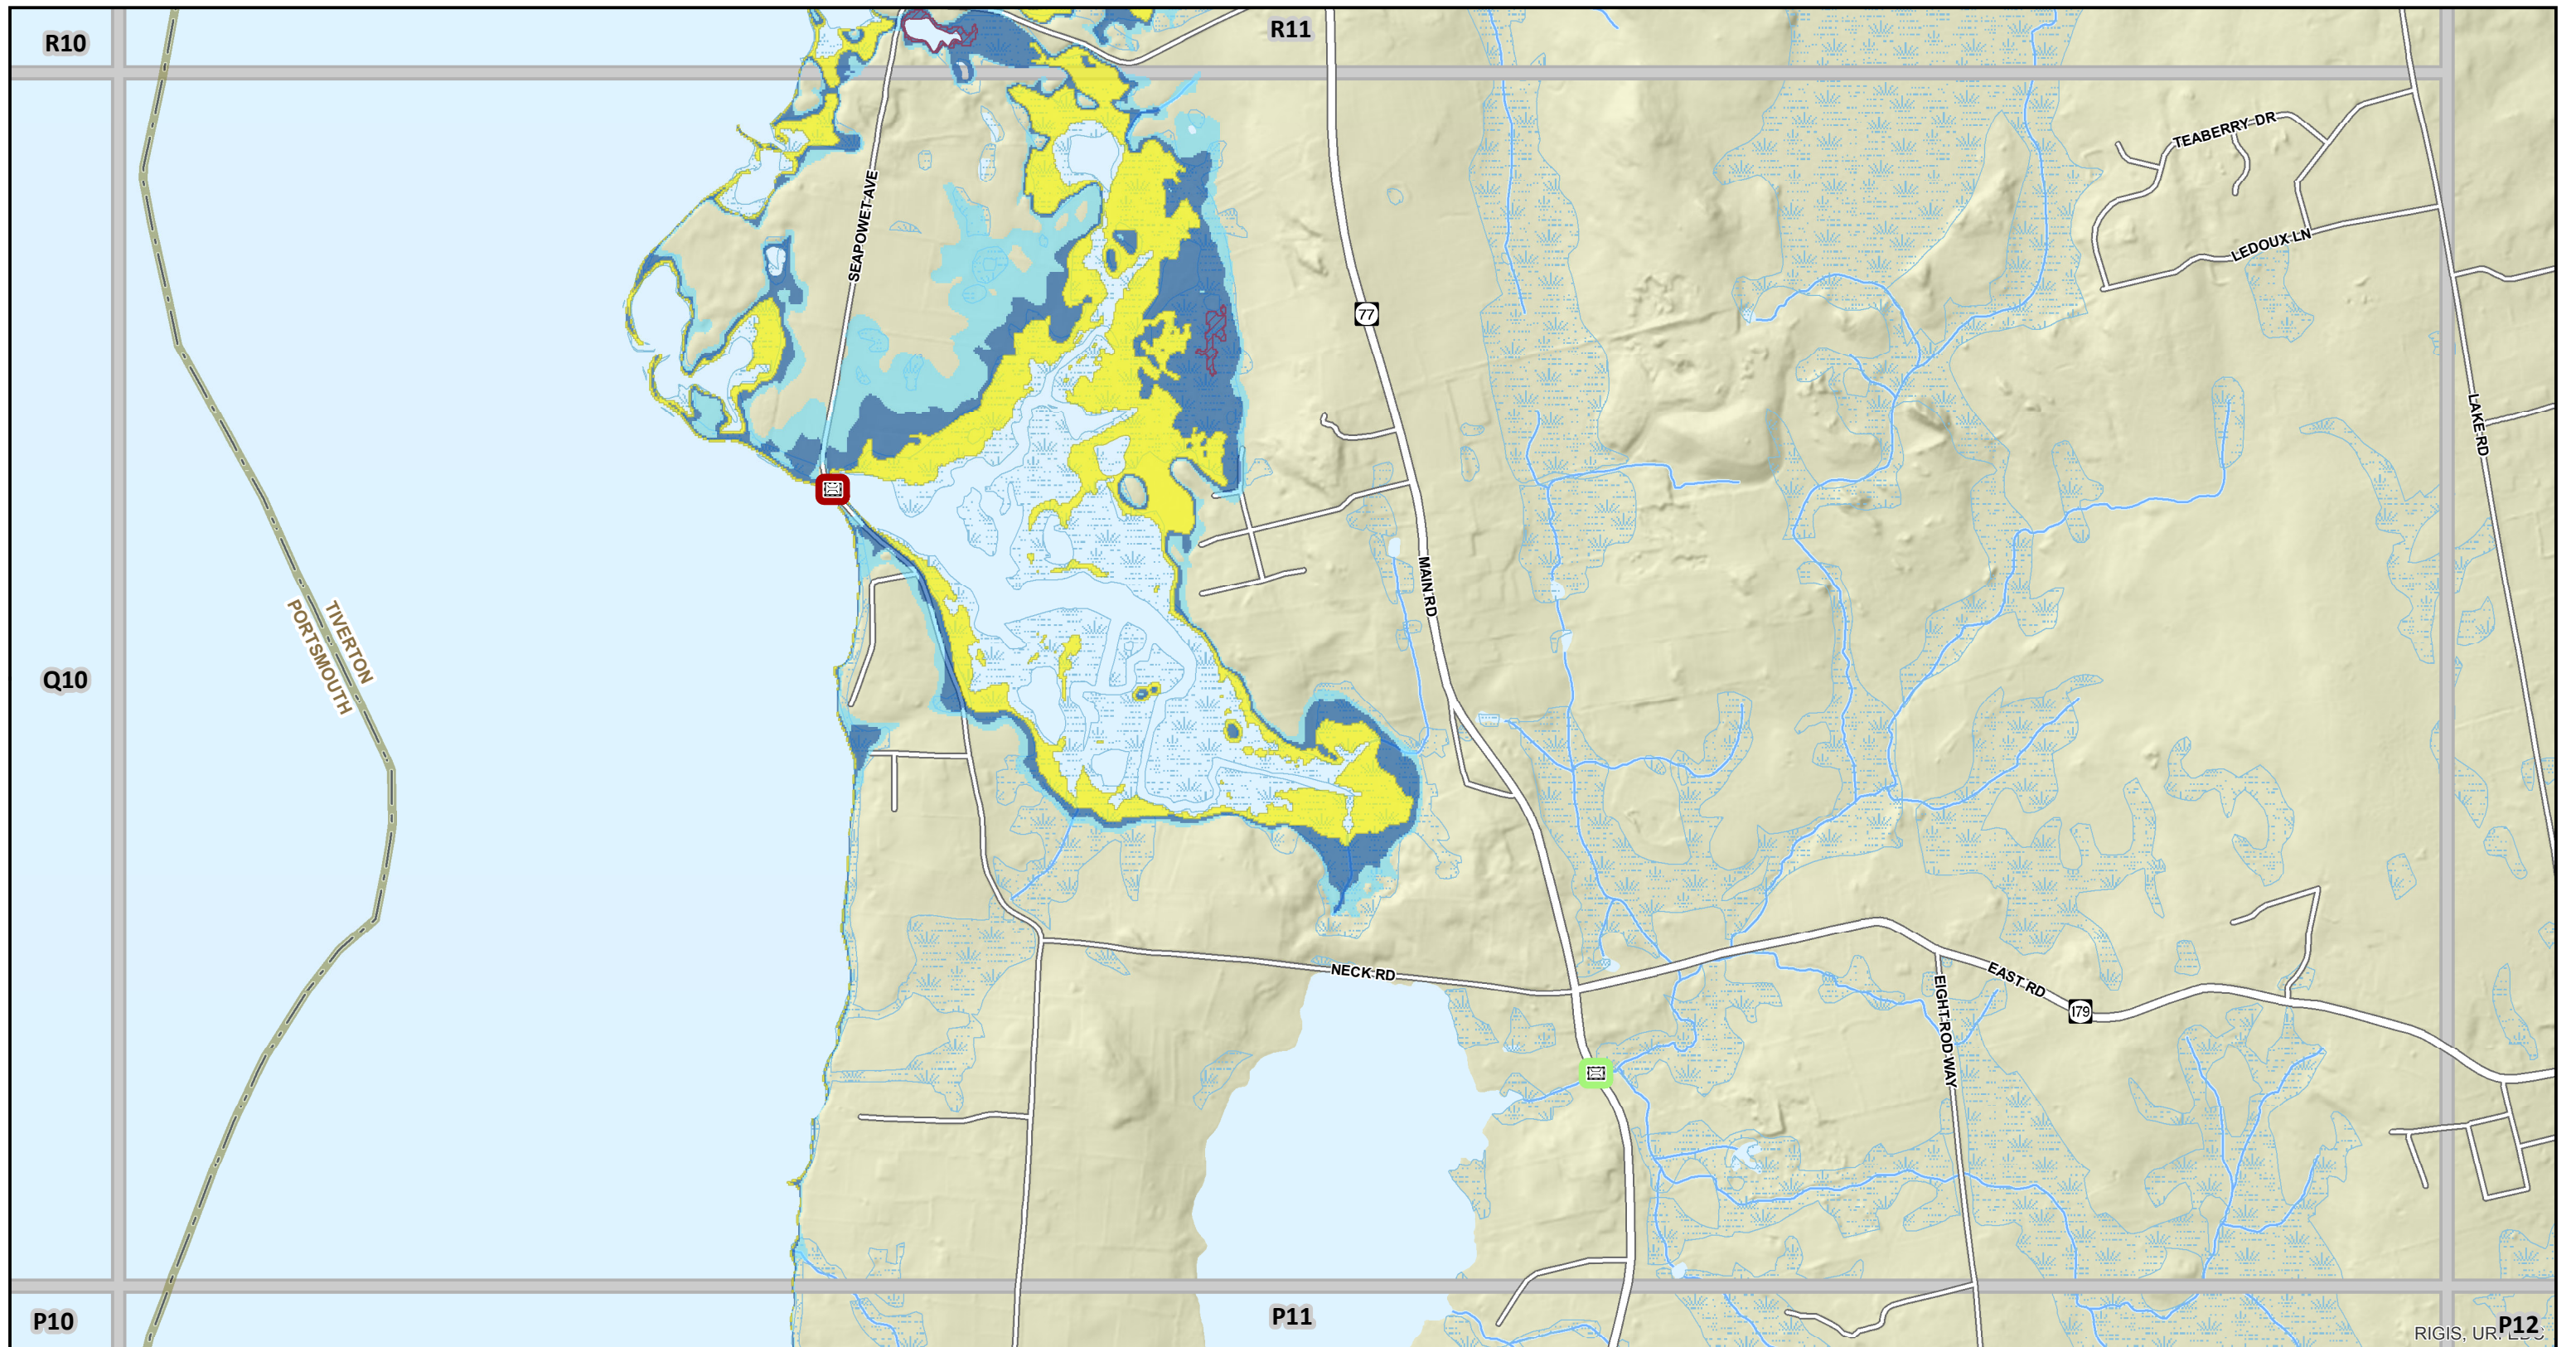 R10
R11
TEABERRY DR
SEAPOWET AVE
LEDOUX LN
77
LAKE RD
MAIN RD
TIVERTON
PORTSMOUTH
Q10
NECK RD
EAST RD
EIGHT ROD WAY
179
P10
P11
P12
RIGIS,